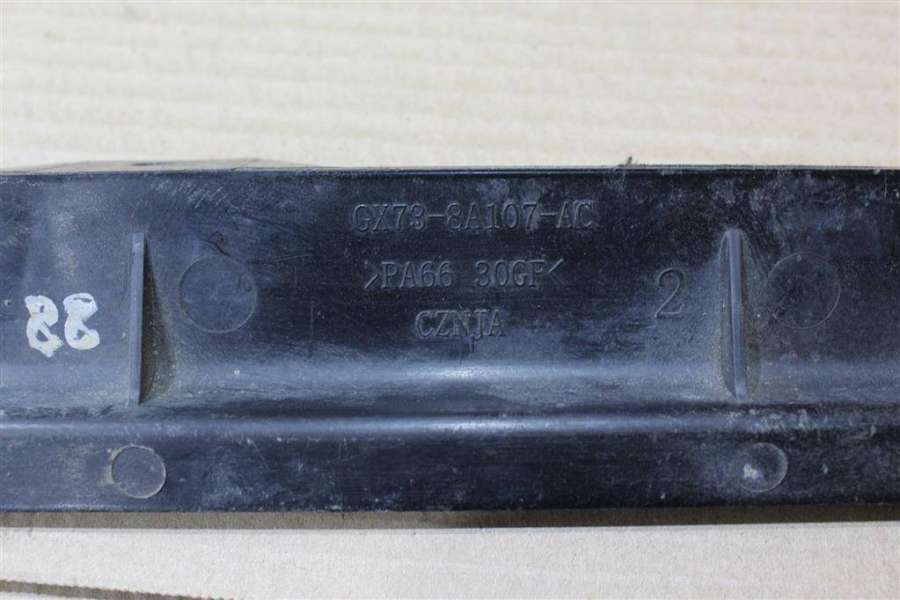 GX73-8A107-AC
>PA66 30GF<
2
CZNJA
88